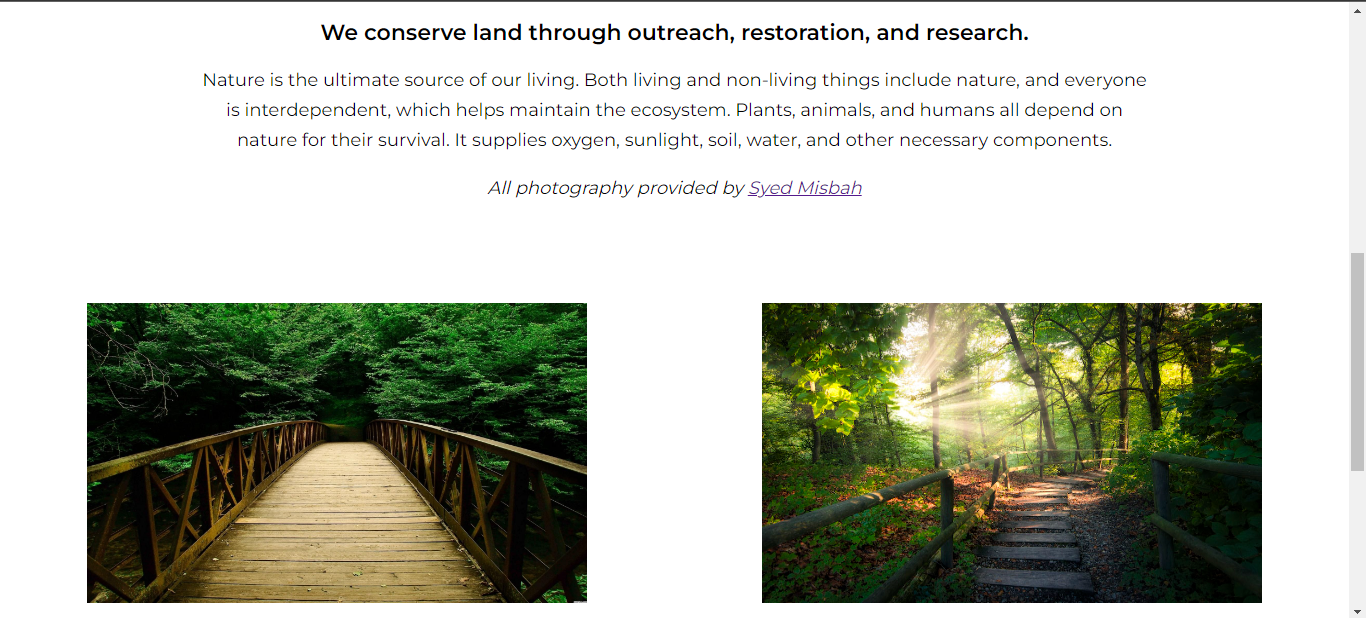 We conserve land through outreach, restoration, and research.
Nature is the ultimate source of our living. Both living and non-living things include nature, and everyone
is interdependent, which helps maintain the ecosystem. Plants, animals, and humans all depend on
nature for their survival. It supplies oxygen, sunlight, soil, water, and other necessary components.
All photography provided by Syed Misbah